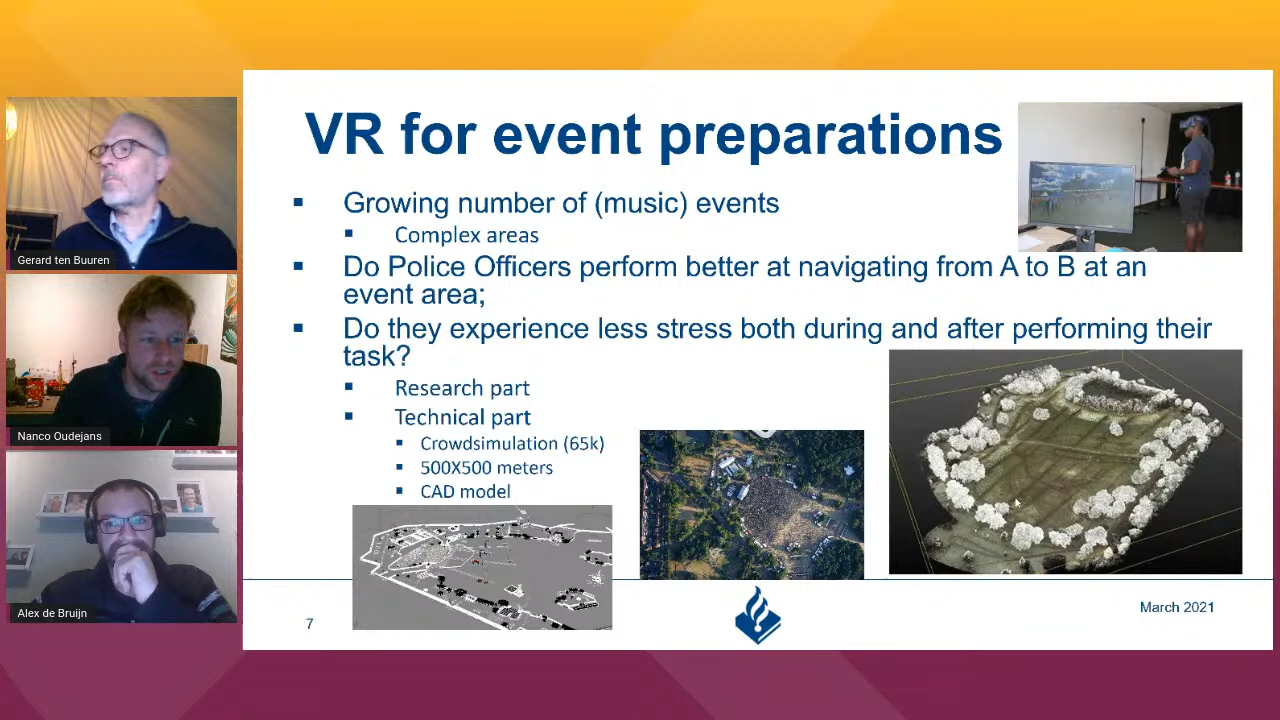 VR for event preparations
Growing number of (music) events
Complex areas
Do Police Officers perform better at navigating from A to B at an
event area;
Do they experience less stress both during and after performing their
task?
Research part
Technical part
Crowdsimulation (65k)
500X500 meters
CAD model
7
March 2021
Gerard ten Buuren
Nanco Oudejans
Alex de Bruijn